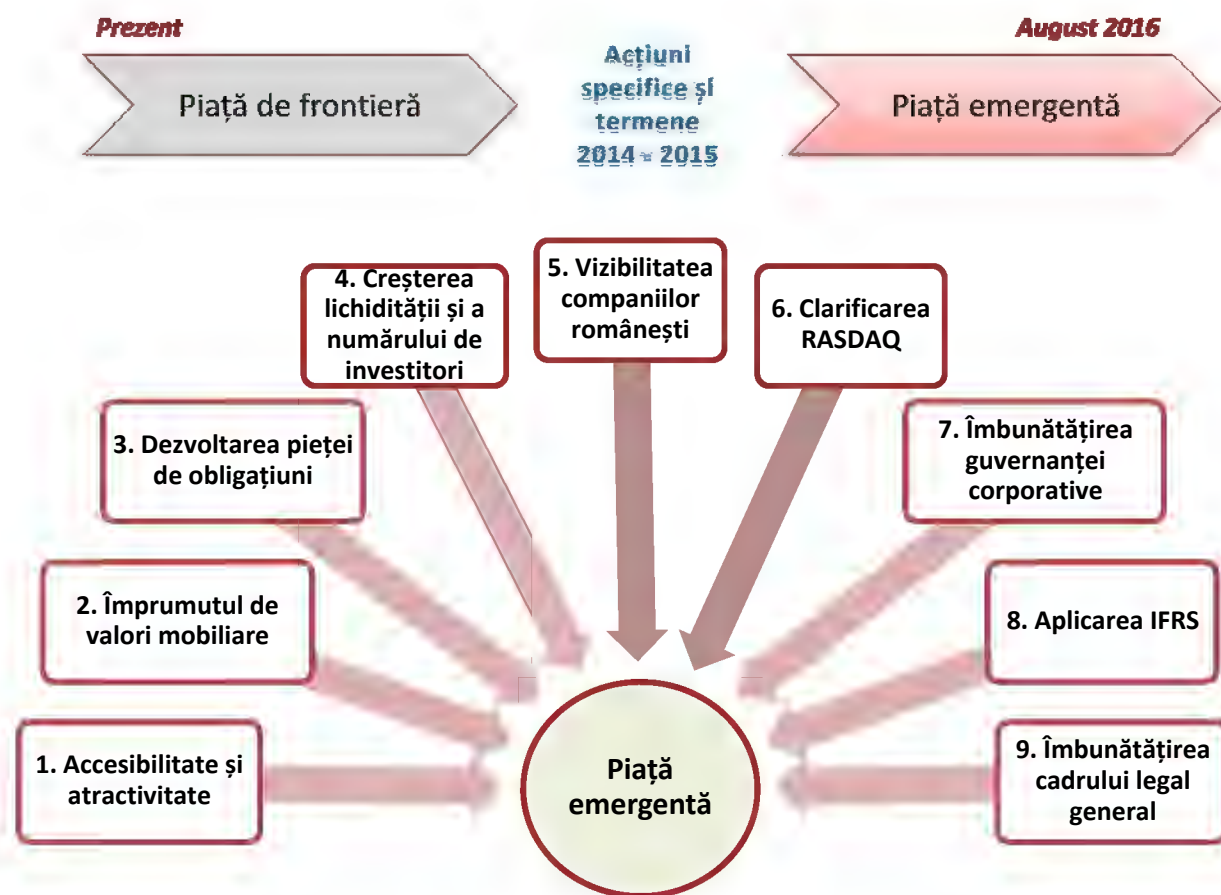 Prezent
August 2016
Piață de frontieră
Acțiuni
specifice și
termene
2014 - 2015
Piață emergentă
4. Creșterea
lichidității și a
numărului de
investitori
5. Vizibilitatea
companiilor
românești
6. Clarificarea
RASDAQ
3. Dezvoltarea pieței
de obligațiuni
7. Îmbunătățirea
guvernanței
corporative
2. Împrumutul de
valori mobiliare
8. Aplicarea IFRS
1. Accesibilitate și
atractivitate
Piață
emergentă
9. Îmbunătățirea
cadrului legal
general